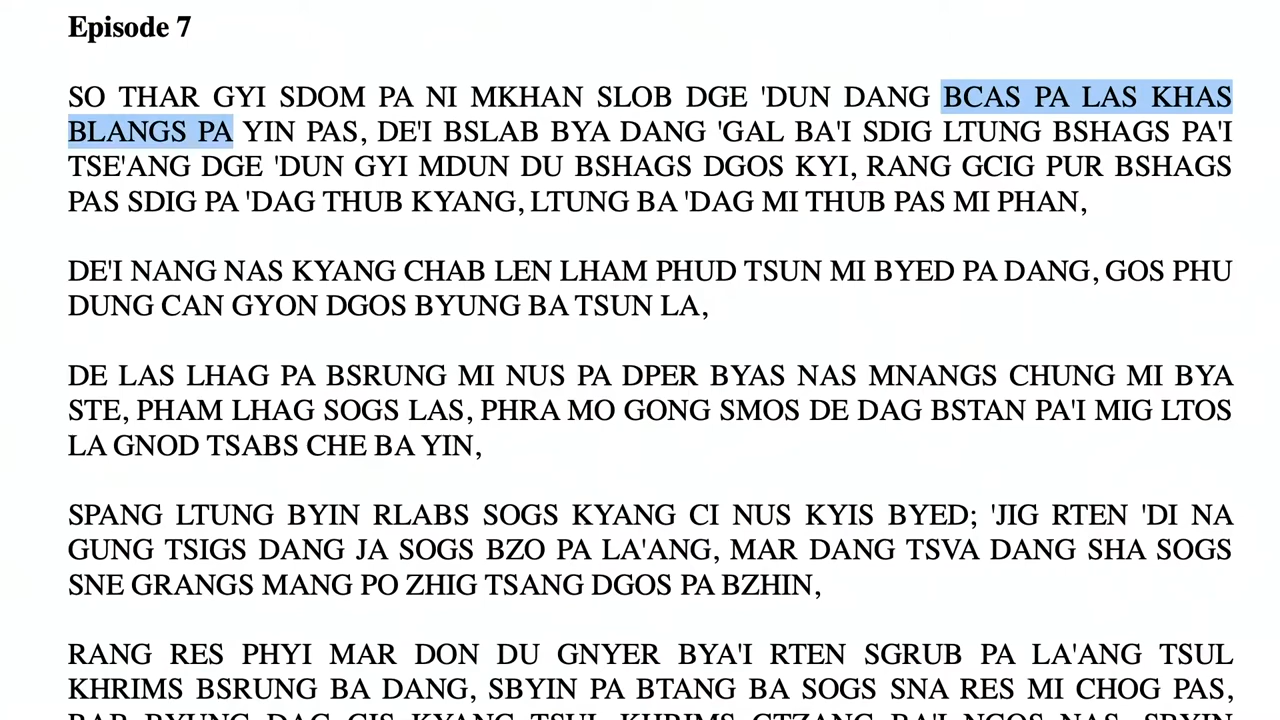 Episode 7
SO THAR GYI SDOM PA NI MKHAN SLOB DGE 'DUN DANG BCAS PA LAS KHAS
BLANGS PA YIN PAS, DE'I BSLAB BYA DANG 'GAL BA'I SDIG LTUNG BSHAGS PA'I
TSE'ANG DGE 'DUN GYI MDUN DU BSHAGS DGOS KYI, RANG GCIG PUR BSHAGS
PAS SDIG PA 'DAG THUB KYANG, LTUNG BA 'DAG MI THUB PAS MI PHAN,
DE'I NANG NAS KYANG CHAB LEN LHAM PHUD TSUN MI BYED PA DANG, GOS PHU
DUNG CAN GYON DGOS BYUNG BA TSUN LA,
DE LAS LHAG PA BSRUNG MI NUS PA DPER BYAS NAS MNANGS CHUNG MI BYA
STE, PHAM LHAG SOGS LAS, PHRA MO GONG SMOS DE DAG BSTAN PA'I MIG LTOS
LA GNOD TSABS CHE BA YIN,
SPANG LTUNG BYIN RLABS SOGS KYANG CI NUS KYIS BYED; 'JIG RTEN 'DI NA
GUNG TSIGS DANG JA SOGS BZO PA LA'ANG, MAR DANG TSVA DANG SHA SOGS
SNE GRANGS MANG PO ZHIG TSANG DGOS PA BZHIN,
RANG RES PHYI MAR DON DU GNYER BYA'I RTEN SGRUB PA LA'ANG TSUL
KHRIMS BSRUNG BA DANG, SBYIN PA BTANG BA SOGS SNA RES MI CHOG PAS,